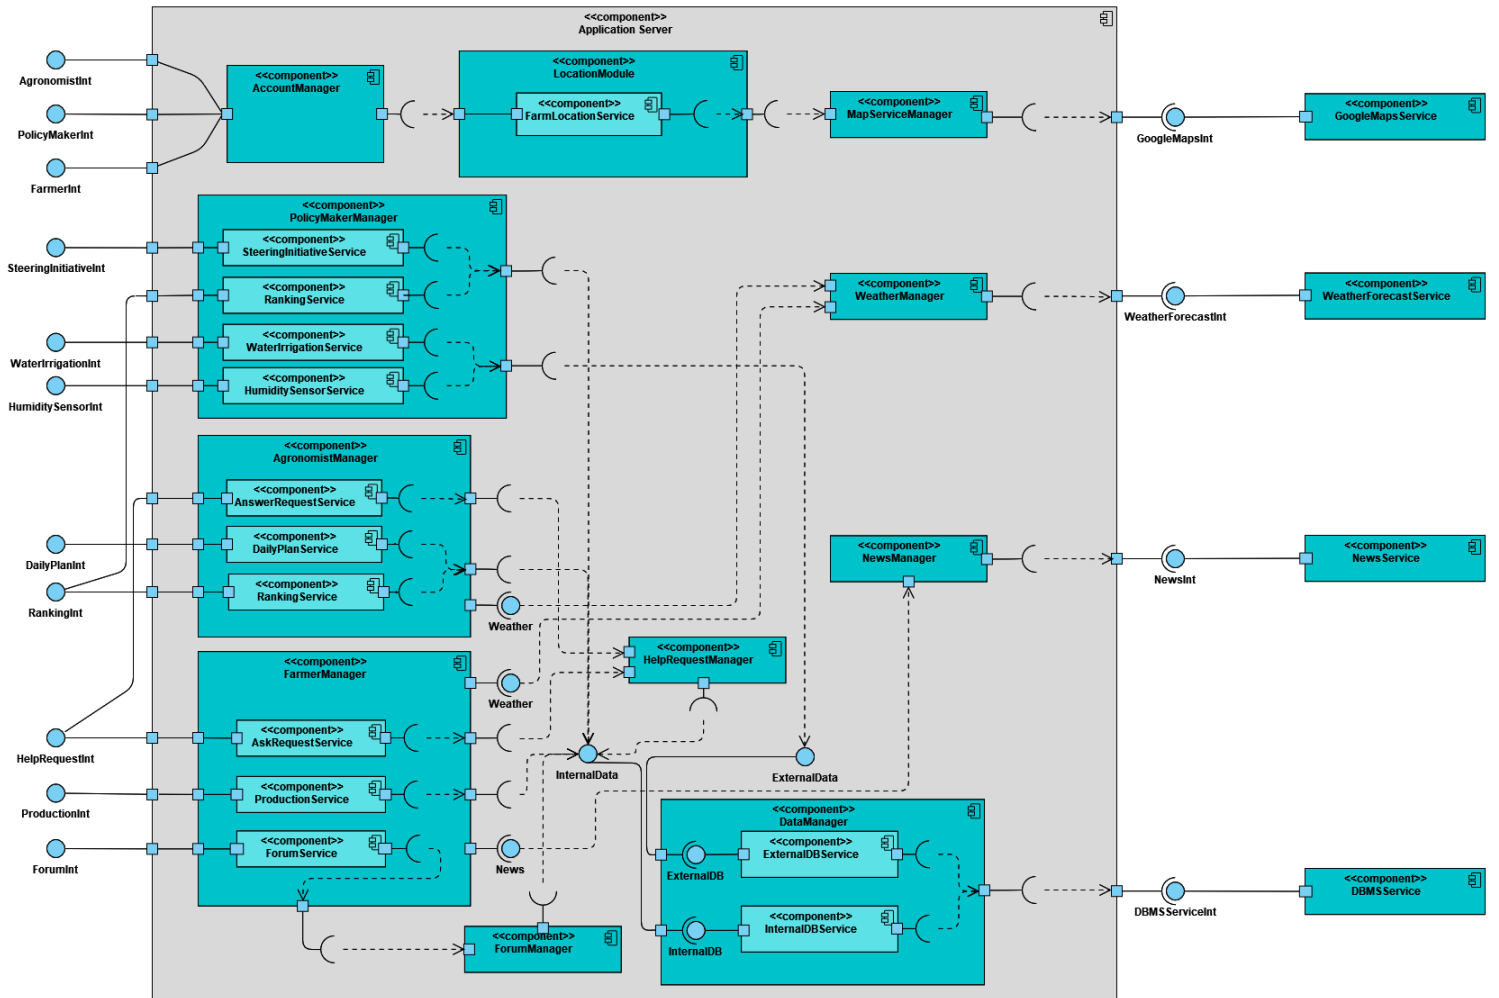 <<component>>
Application Server
AgronomistInt
PolicyMakerInt
FarmerInt
<<component>>
AccountManager
<<component>>
LocationModule
<<component>>
FarmLocationService
<<component>>
MapServiceManager
GoogleMapsInt
<<component>>
GoogleMapsService
SteeringInitiativeInt
WaterIrrigationInt
HumiditySensorInt
<<component>>
PolicyMakerManager
<<component>>
SteeringInitiativeService
<<component>>
RankingService
<<component>>
WaterIrrigationService
<<component>>
HumiditySensorService
<<component>>
WeatherManager
WeatherForecastInt
<<component>>
WeatherForecastService
<<component>>
AgronomistManager
<<component>>
AnswerRequestService
<<component>>
DailyPlanService
<<component>>
RankingService
DailyPlanInt
RankingInt
Weather
<<component>>
NewsManager
NewsInt
<<component>>
NewsService
<<component>>
FarmerManager
Weather
<<component>>
HelpRequestManager
<<component>>
AskRequestService
<<component>>
ProductionService
<<component>>
ForumService
HelpRequestInt
ProductionInt
ForumInt
News
InternalData
ExternalData
<<component>>
DataManager
<<component>>
ExternalDBService
ExternalDB
<<component>>
InternalDBService
InternalDB
<<component>>
ForumManager
DBMSServiceInt
<<component>>
DBMSService